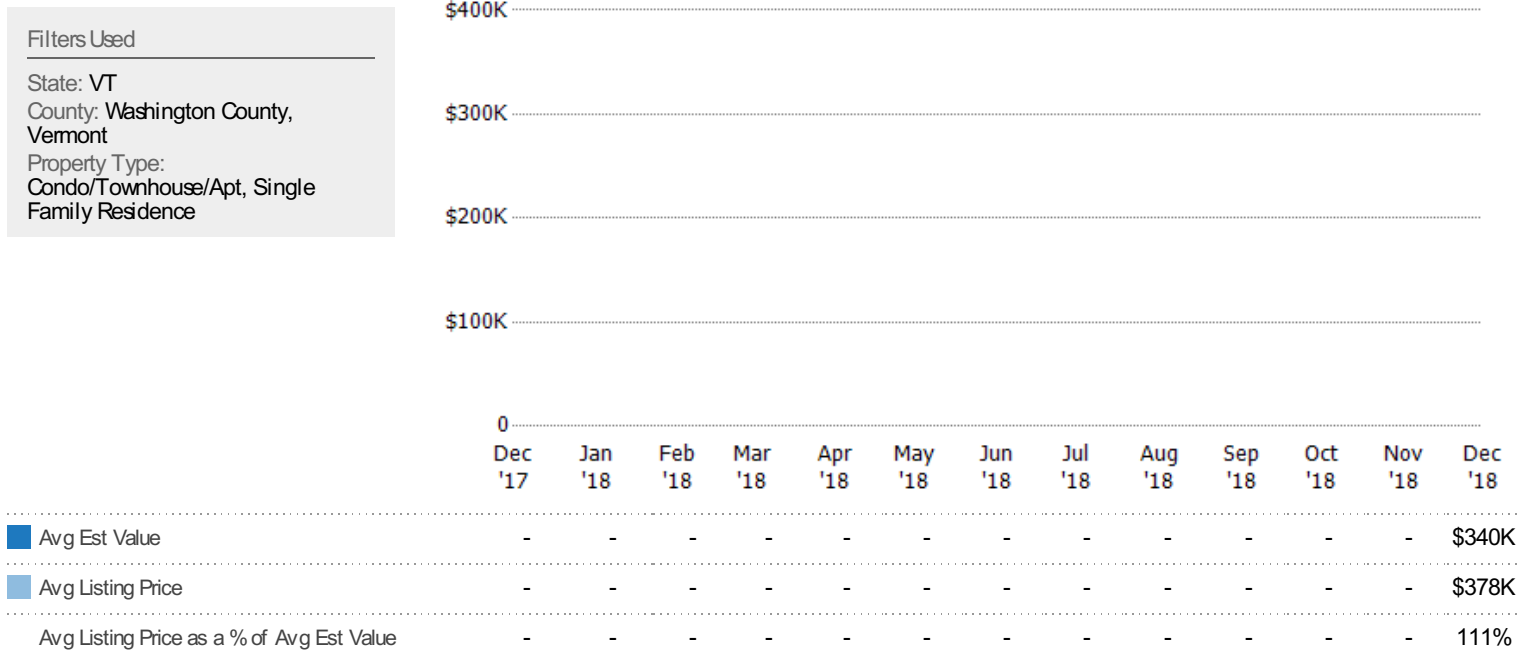 Filters Used
State: VT
County: Washington County,
Vermont
Property Type:
Condo/Townhouse/Apt, Single
Family Residence
$400K
$300K
$200K
$100K
0
Dec Jan Feb Mar Apr May Jun Jul Aug Sep Oct Nov Dec
'17 '18 '18 '18 '18 '18 '18 '18 '18 '18 '18 '18 '18
Avg Est Value - - - - - - - - - - - - $340K
Avg Listing Price - - - - - - - - - - - - $378K
Avg Listing Price as a % of Avg Est Value - - - - - - - - - - - - 111%